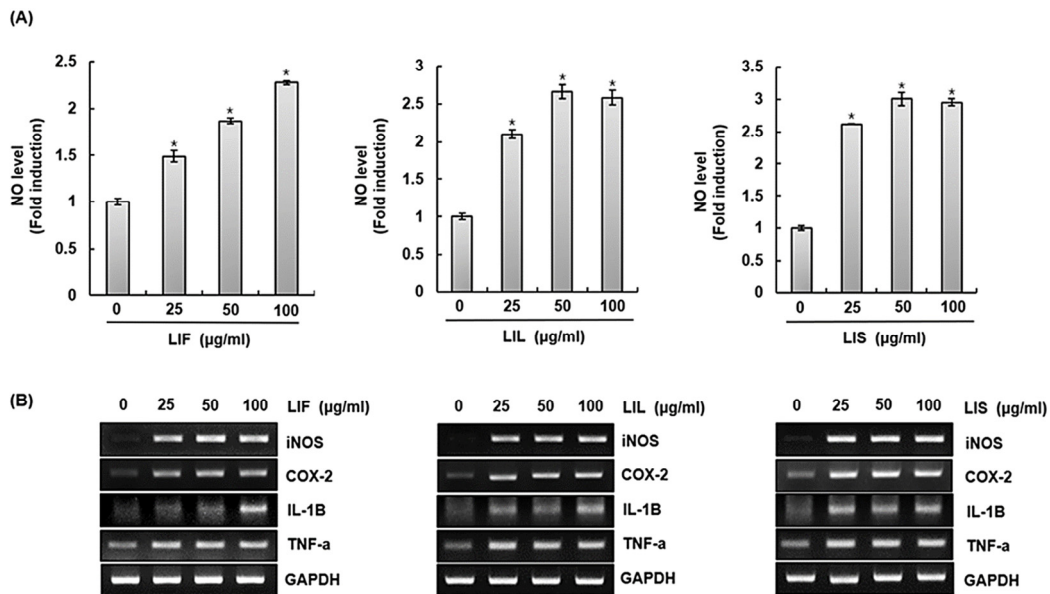 (A)
NO level
(Fold induction)
2.5
2
1.5
1
0.5
0
*
*
*
0 25 50 100
LIF (µg/ml)
NO level
(Fold induction)
3
2.5
2
1.5
1
0.5
0
*
*
*
0 25 50 100
LIL (µg/ml)
NO level
(Fold induction)
3.5
3
2.5
2
1.5
1
0.5
0
*
*
*
0 25 50 100
LIS (µg/ml)
(B)
0 25 50 100 LIF (µg/ml)
iNOS
COX-2
IL-1B
TNF-a
GAPDH
0 25 50 100 LIL (µg/ml)
iNOS
COX-2
IL-1B
TNF-a
GAPDH
0 25 50 100 LIS (µg/ml)
iNOS
COX-2
IL-1B
TNF-a
GAPDH